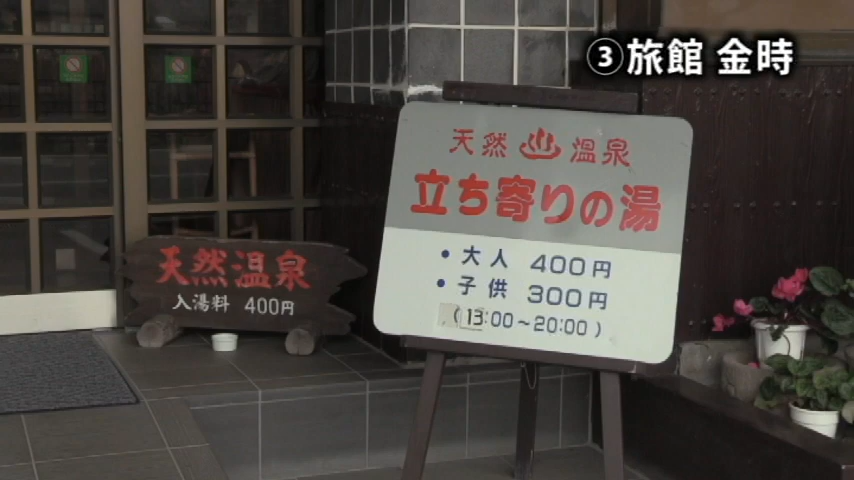 ③旅館 金時
天然♨温泉
立ち寄りの湯
・大人 400円
・子供 300円
(13:00～20:00)
天然温泉
入湯料 400円